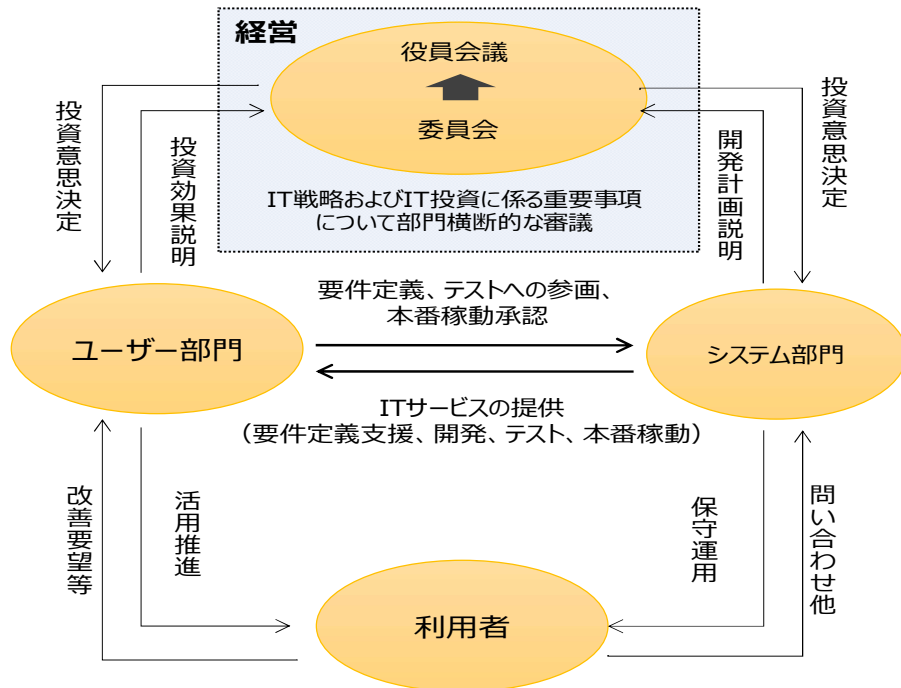 経営
役員会議
委員会
IT戦略およびIT投資に係る重要事項
について部門横断的な審議
投資意思決定
投資効果説明
開発計画説明
投資意思決定
要件定義、テストへの参画、
本番稼動承認
ユーザー部門
システム部門
ITサービスの提供
（要件定義支援、開発、テスト、本番稼動）
改善要望等
活用推進
保守運用
問い合わせ他
利用者